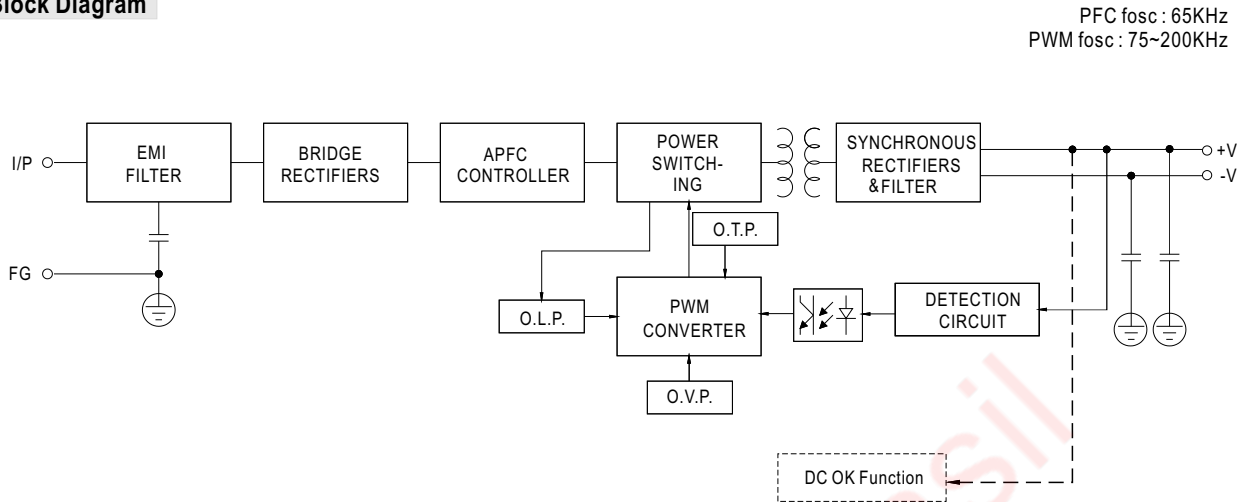 Block Diagram
PFC fosc : 65KHz
PWM fosc : 75~200KHz
I/P
EMI
FILTER
BRIDGE
RECTIFIERS
APFC
CONTROLLER
POWER
SWITCH-
ING
SYNCHRONOUS
RECTIFIERS
&FILTER
+V
-V
FG
O.T.P.
O.L.P.
PWM
CONVERTER
DETECTION
CIRCUIT
O.V.P.
DC OK Function